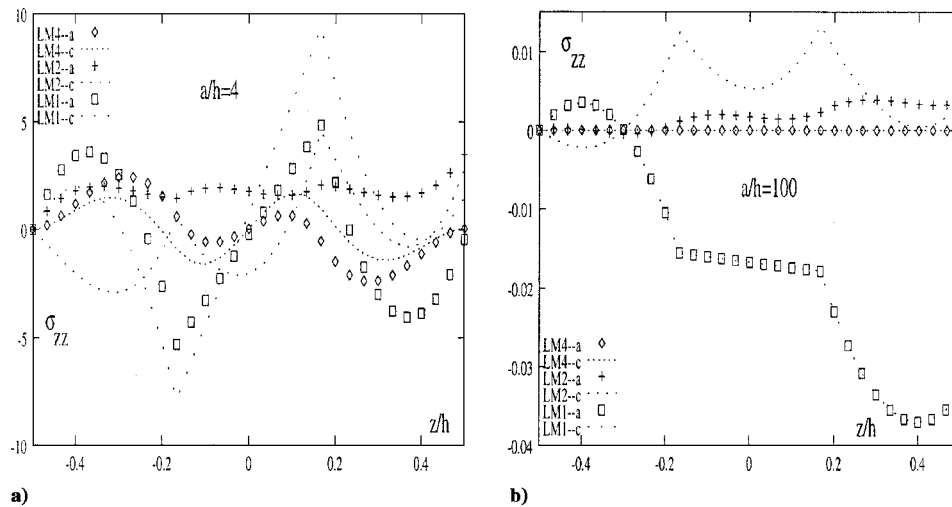 10
5
0
-5
-10
LM4--a
LM4--c
LM2--a
LM2--c
LM1--a
LM1--c
a/h=4
σzz
z/h
-0.4
-0.2
0
0.2
0.4
a)
0.01
0
-0.01
-0.02
-0.03
-0.04
σzz
a/h=100
LM4--a
LM4--c
LM2--a
LM2--c
LM1--a
LM1--c
z/h
-0.4
-0.2
0
0.2
0.4
b)